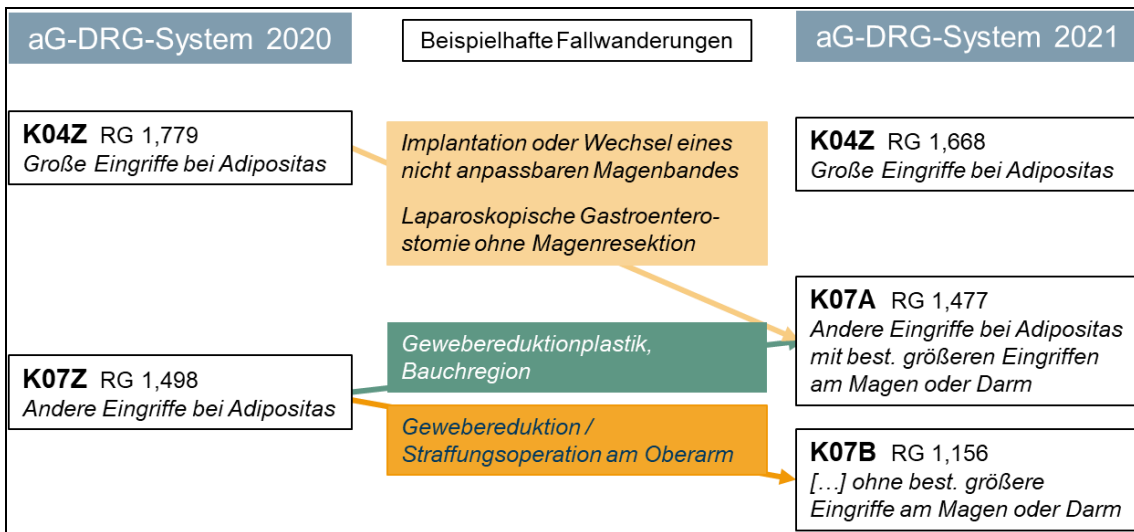 aG-DRG-System 2020
Beispielhafte Fallwanderungen
aG-DRG-System 2021
K04Z RG 1,779
Große Eingriffe bei Adipositas
Implantation oder Wechsel eines
nicht anpassbaren Magenbandes
Laparoskopische Gastroentero-
stomie ohne Magenresektion
K04Z RG 1,668
Große Eingriffe bei Adipositas
K07Z RG 1,498
Andere Eingriffe bei Adipositas
Gewebereduktionplastik,
Bauchregion
Gewebereduktion /
Straffungsoperation am Oberarm
K07A RG 1,477
Andere Eingriffe bei Adipositas
mit best. größeren Eingriffen
am Magen oder Darm
K07B RG 1,156
[...] ohne best. größere
Eingriffe am Magen oder Darm